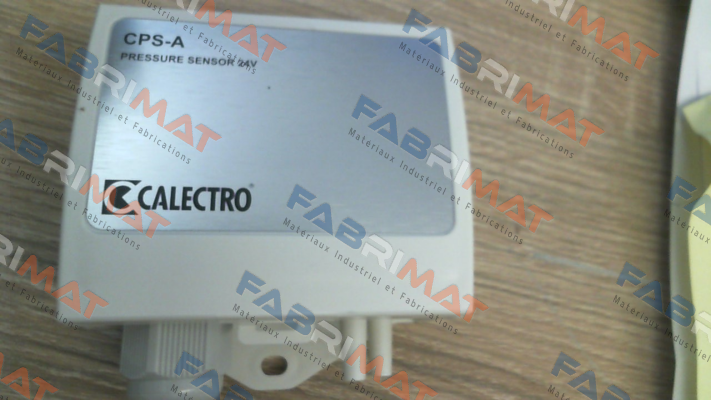 CPS-A
PRESSURE SENSOR 24V
CALECTRO®
FABRIMAT
Materiaux Industriel et Fabrications